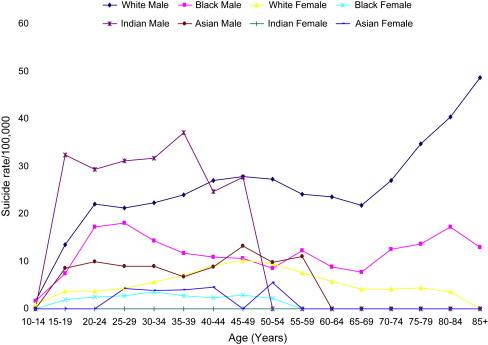 White Male Black Male White Female Black Female
Indian Male Asian Male Indian Female Asian Female
60
50
40
30
20
10
0
Suicide rate/100,000
10-14 15-19 20-24 25-29 30-34 35-39 40-44 45-49 50-54 55-59 60-64 65-69 70-74 75-79 80-84 85+
Age (Years)